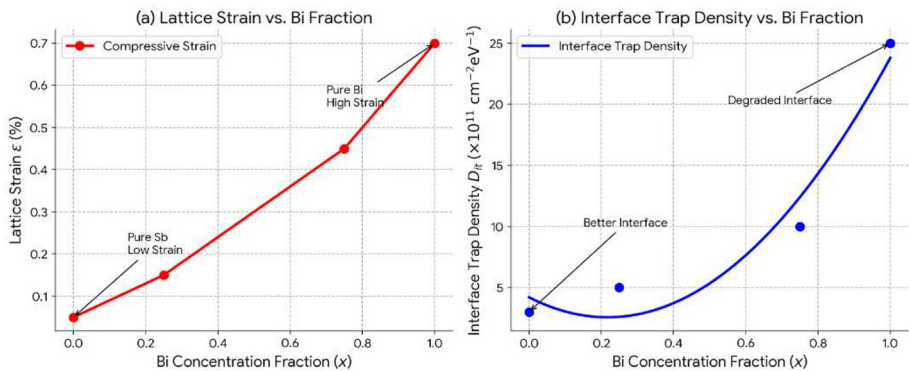 (a) Lattice Strain vs. Bi Fraction
Compressive Strain
Pure Bi
High Strain
Pure Sb
Low Strain
Lattice Strain ε (%)
0.7
0.6
0.5
0.4
0.3
0.2
0.1
0.0 0.2 0.4 0.6 0.8 1.0
Bi Concentration Fraction (x)
(b) Interface Trap Density vs. Bi Fraction
Interface Trap Density
Degraded Interface
Better Interface
Interface Trap Density D_it (×10¹¹ cm⁻²eV⁻¹)
25
20
15
10
5
0.0 0.2 0.4 0.6 0.8 1.0
Bi Concentration Fraction (x)